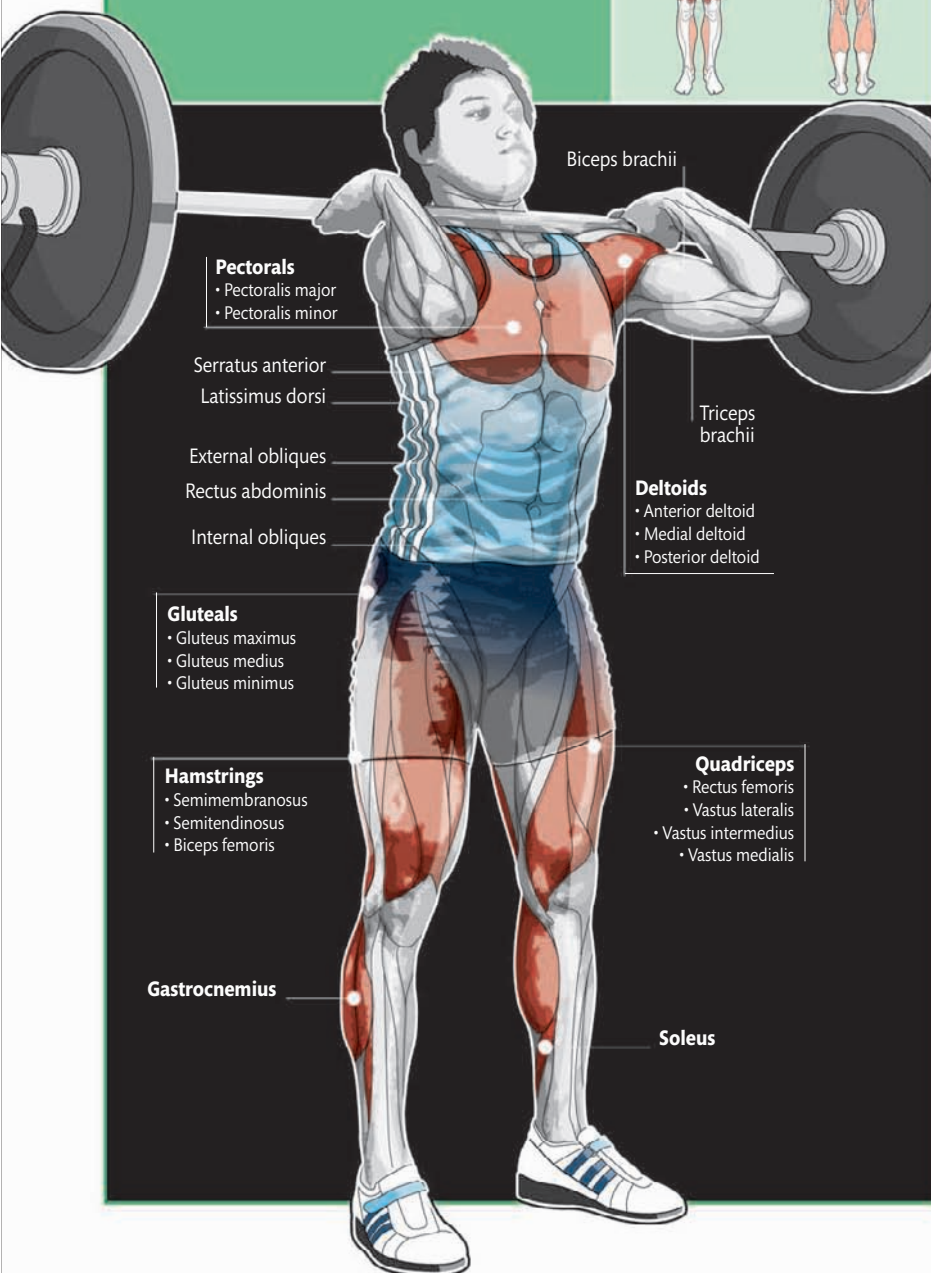 Biceps brachii
Pectorals
• Pectoralis major
• Pectoralis minor
Serratus anterior
Latissimus dorsi
External obliques
Rectus abdominis
Internal obliques
Triceps
brachii
Deltoids
• Anterior deltoid
• Medial deltoid
• Posterior deltoid
Gluteals
• Gluteus maximus
• Gluteus medius
• Gluteus minimus
Hamstrings
• Semimembranosus
• Semitendinosus
• Biceps femoris
Quadriceps
• Rectus femoris
• Vastus lateralis
• Vastus intermedius
• Vastus medialis
Gastrocnemius
Soleus